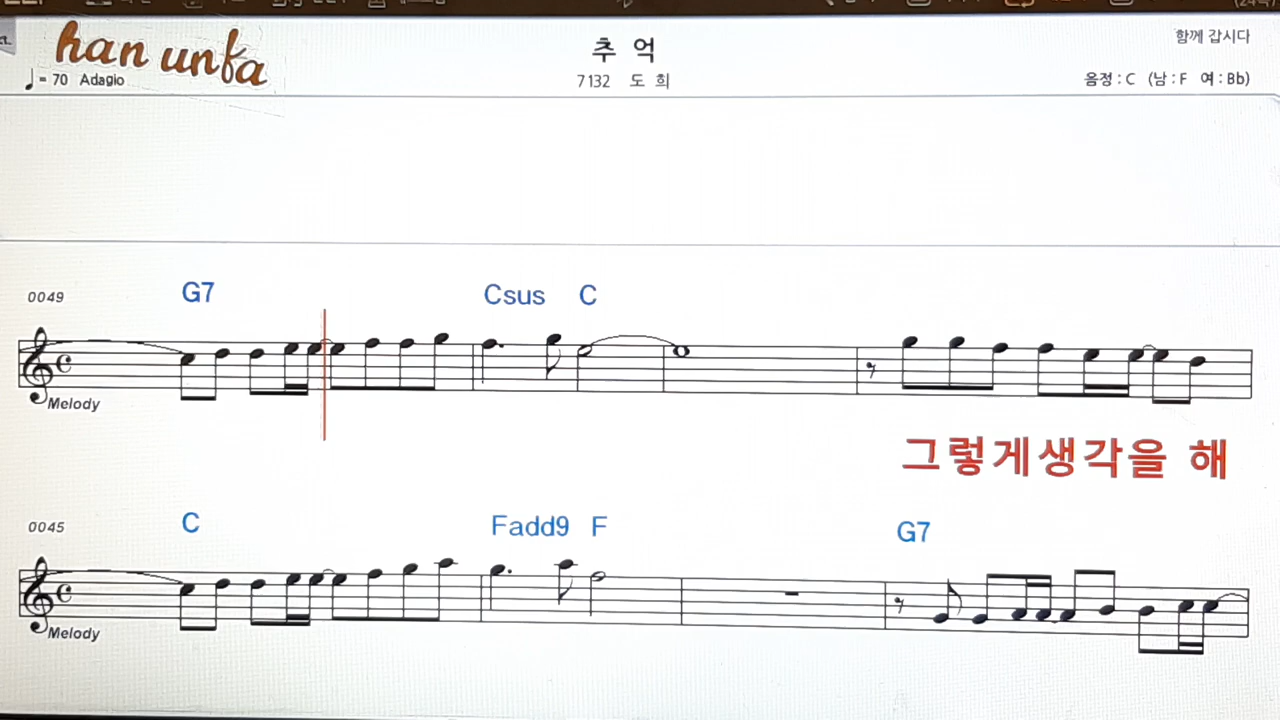 han unfa
추 억
함께 갑시다
♩= 70 Adagio
7132 도 희
음정 : C (남 : F 여 : Bb)
0049
G7 Csus C
Melody
그렇게생각을 해
0045
C Fadd9 F G7
Melody